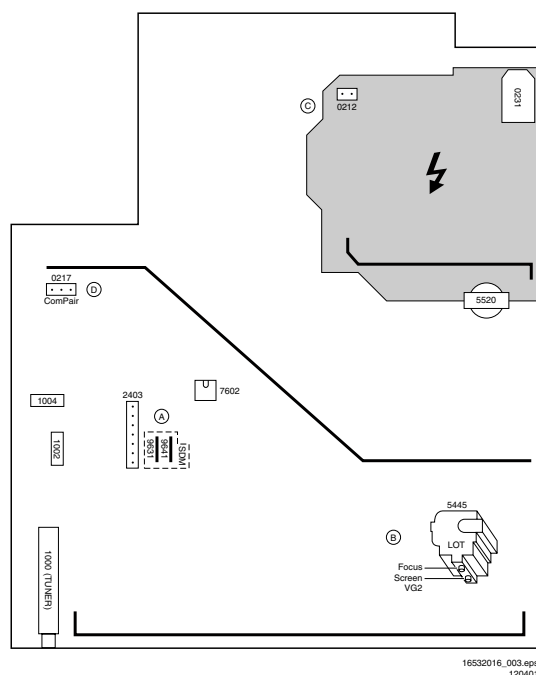 0231
C
0212
0217
D
ComPair
5520
7602
1004
2403
A
1002
9631
9641
SDM
5445
B
LOT
Focus
Screen
VG2
1000 (TUNER)
16532016_003.eps
120401